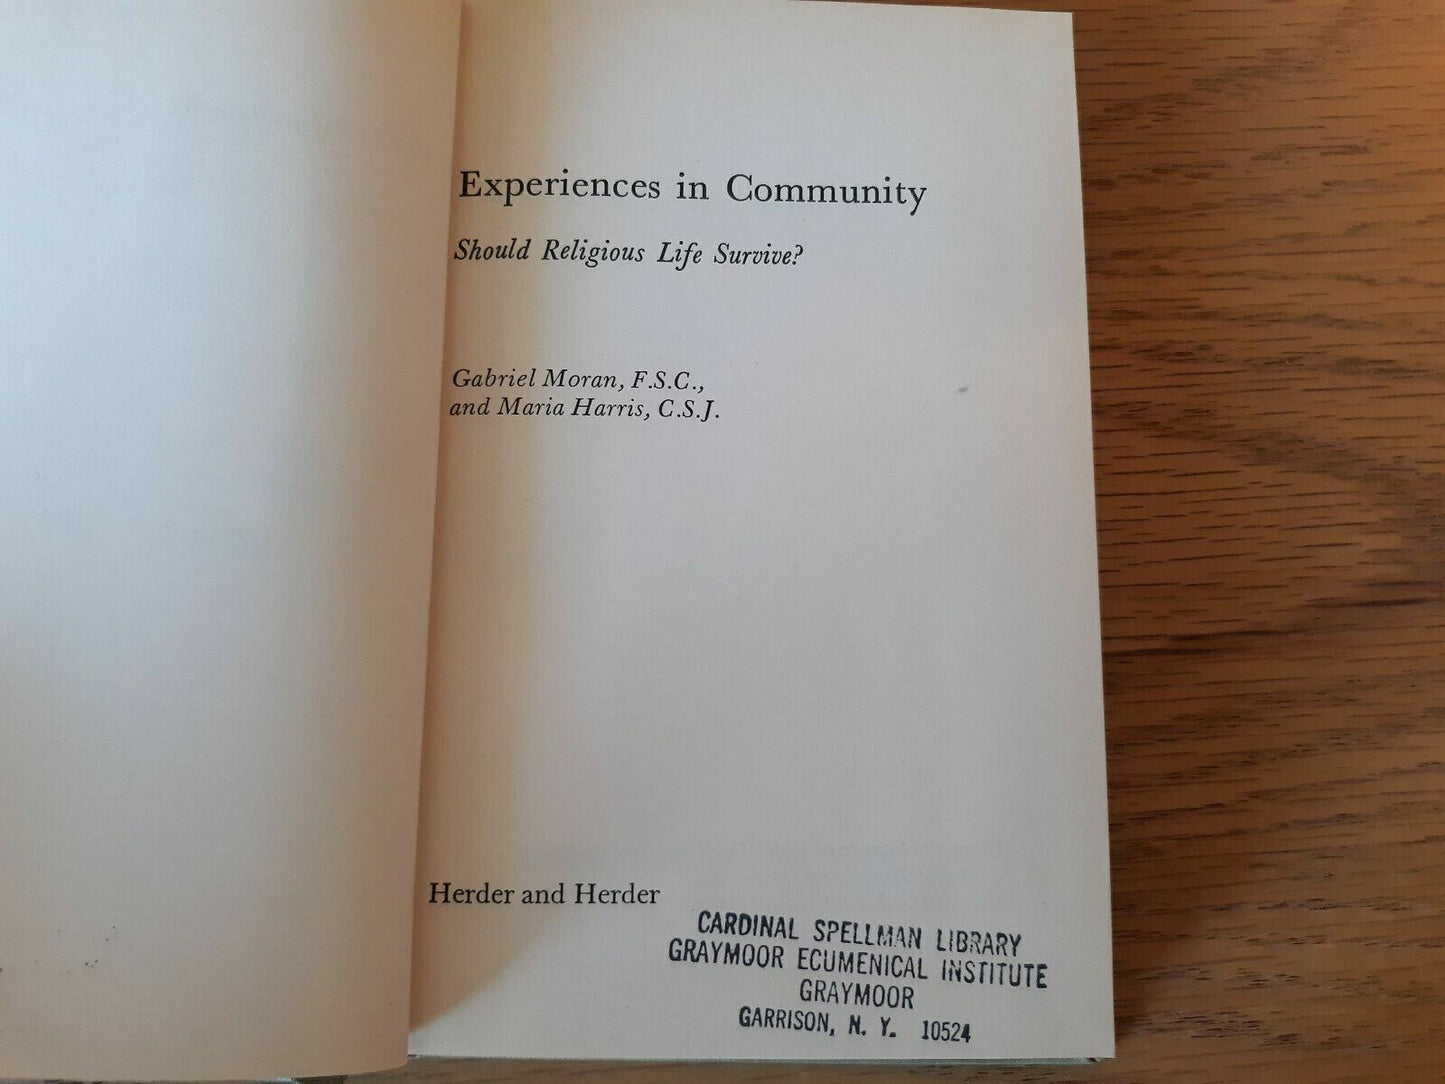 Experiences in Community
Should Religious Life Survive?
Gabriel Moran, F.S.C.,
and Maria Harris, C.S.J.
Herder and Herder
CARDINAL SPELLMAN LIBRARY
GRAYMOOR ECUMENICAL INSTITUTE
GRAYMOOR
GARRISON, N. Y. 10524